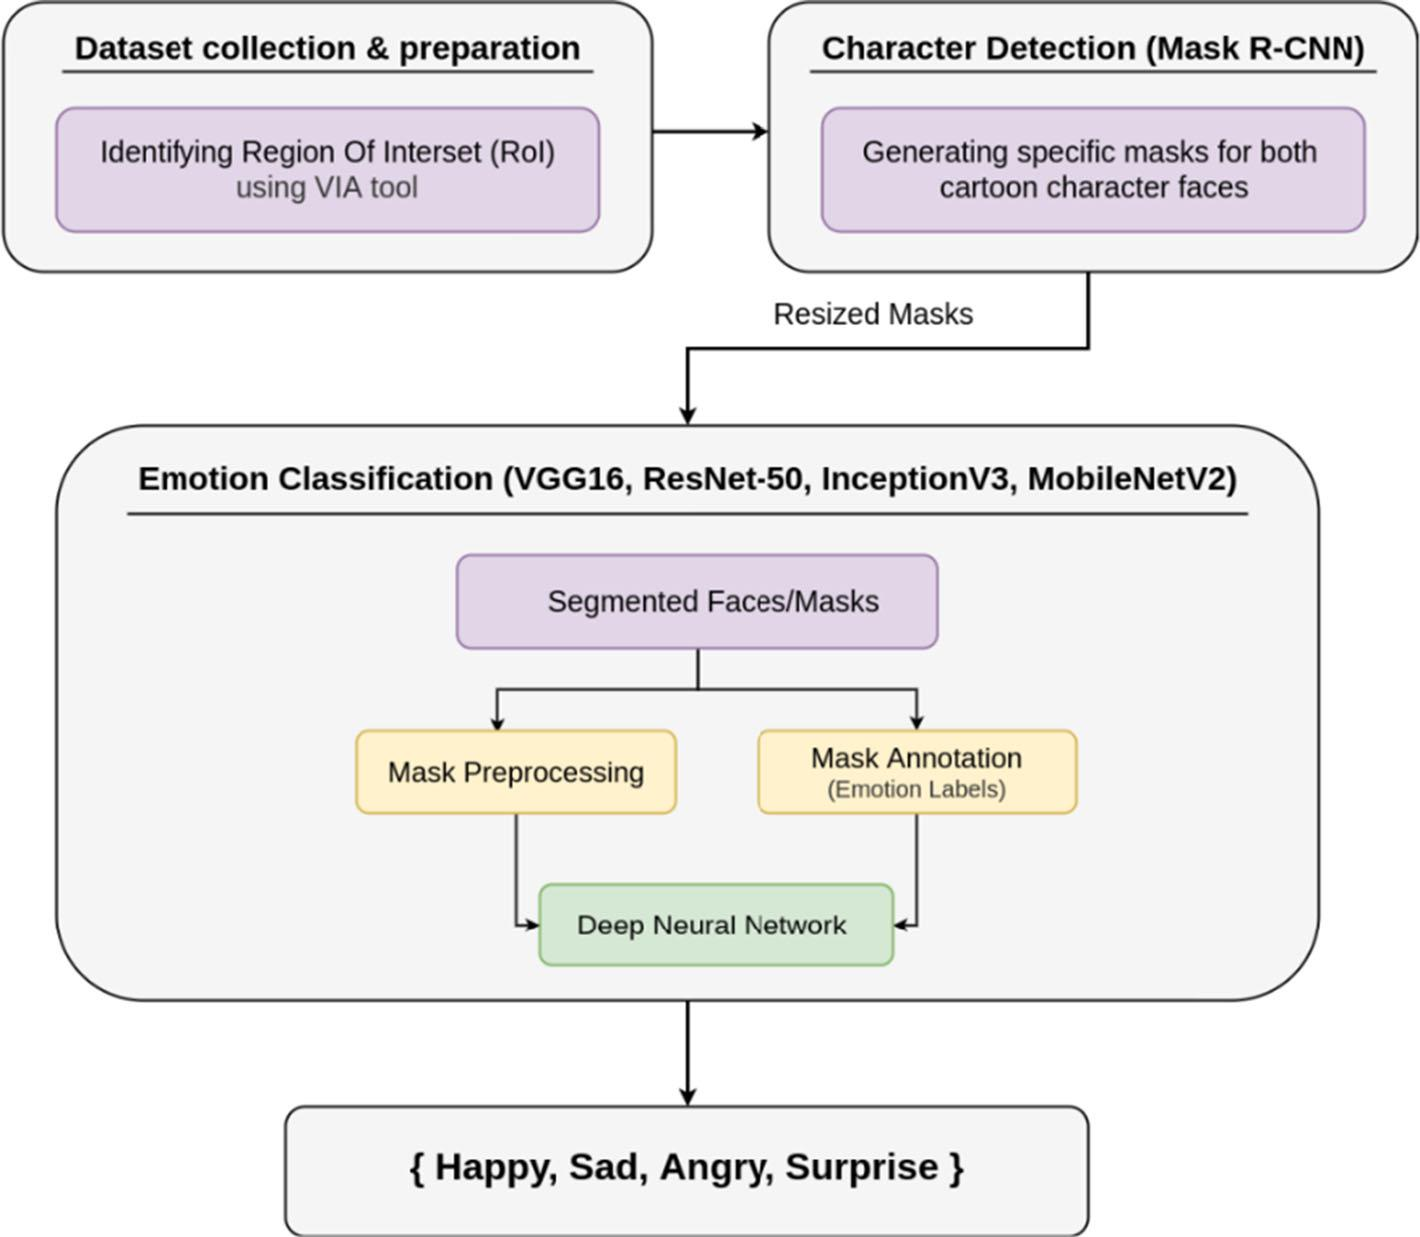 Dataset collection & preparation
Identifying Region Of Interset (RoI)
using VIA tool
Character Detection (Mask R-CNN)
Generating specific masks for both
cartoon character faces
Resized Masks
Emotion Classification (VGG16, ResNet-50, InceptionV3, MobileNetV2)
Segmented Faces/Masks
Mask Preprocessing
Mask Annotation
(Emotion Labels)
Deep Neural Network
{ Happy, Sad, Angry, Surprise }